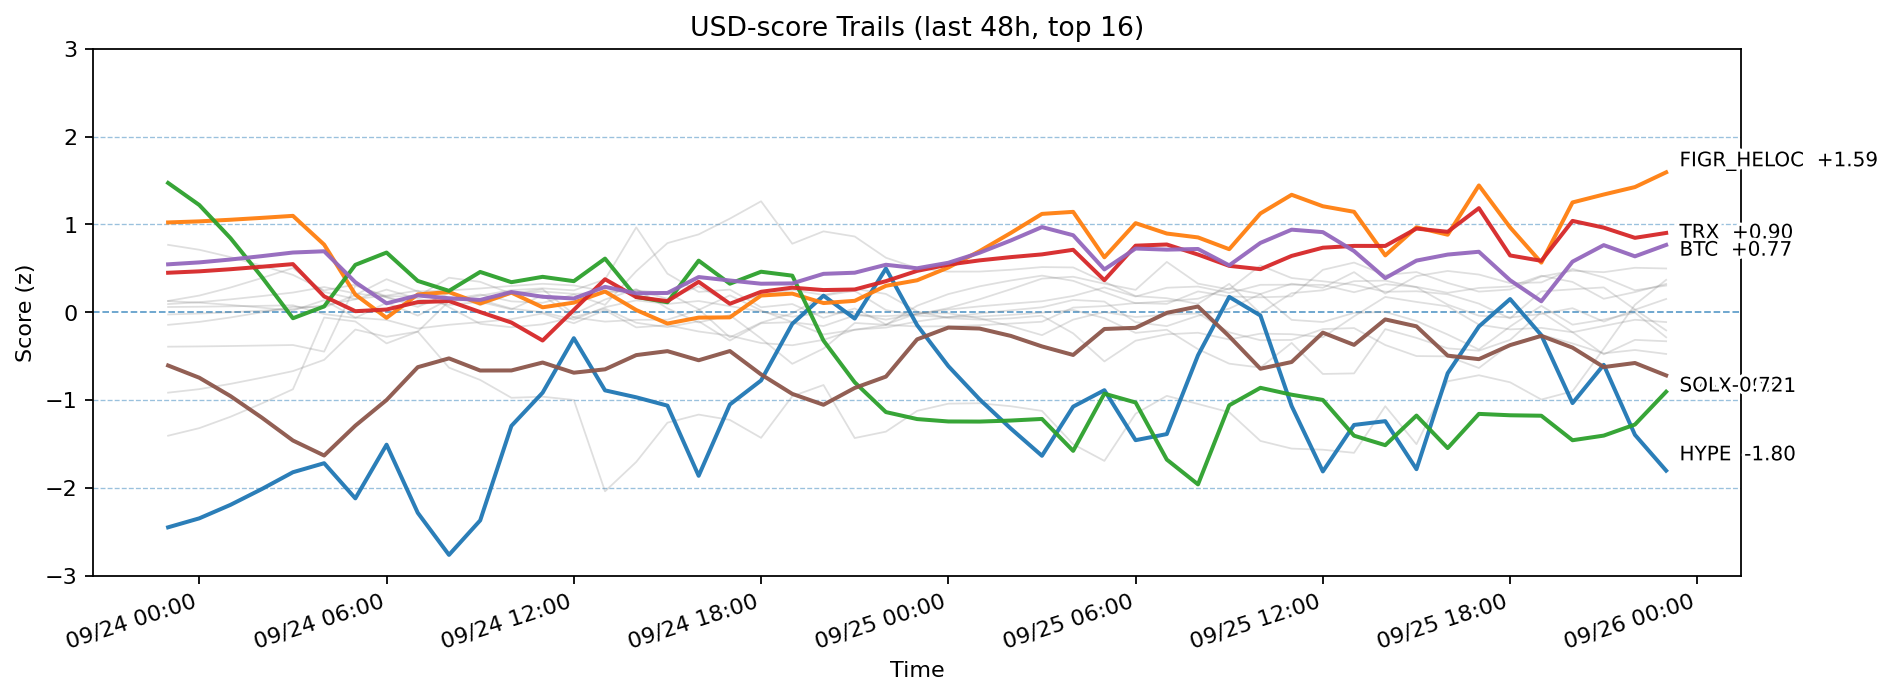 USD-score Trails (last 48h, top 16)
Score (z)
3
2
1
0
−1
−2
−3
FIGR_HELOC +1.59
TRX +0.90
BTC +0.77
HYPE -1.80
09/24 00:00
09/24 06:00
09/24 12:00
09/24 18:00
09/25 00:00
09/25 06:00
09/25 12:00
09/25 18:00
09/26 00:00
Time